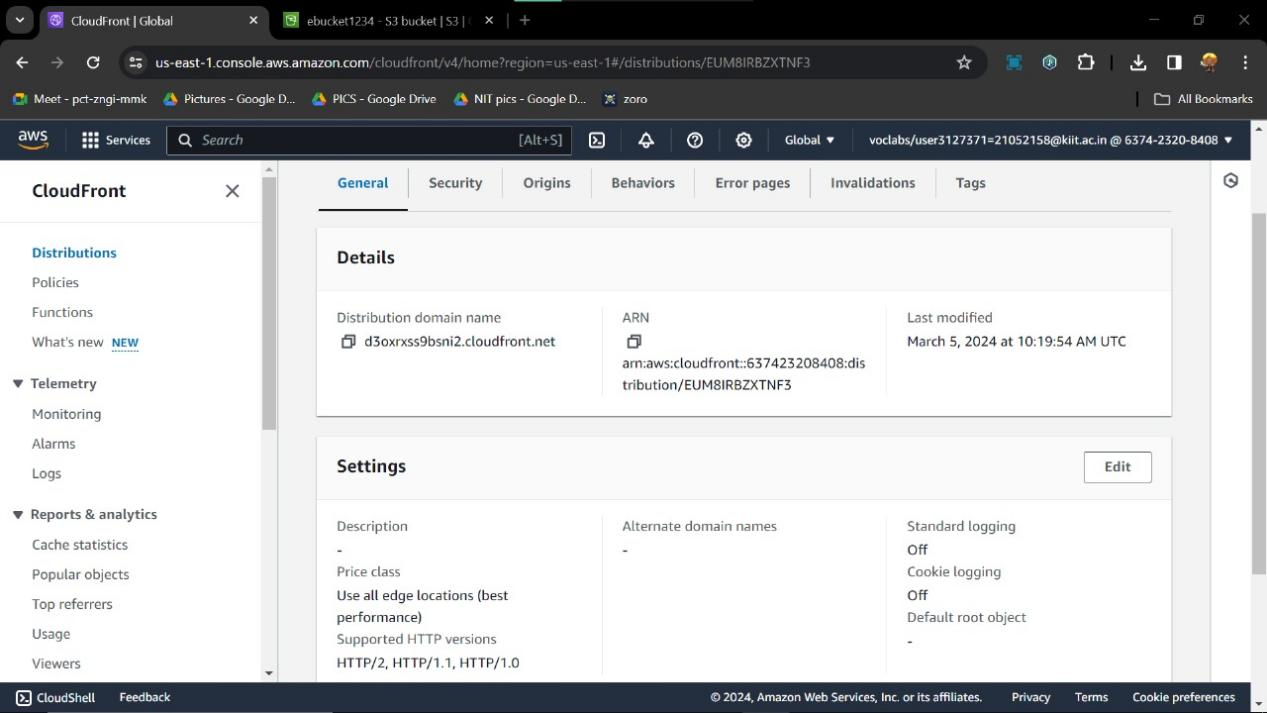 CloudFront | Global
ebucket1234 - S3 bucket | S3 |
us-east-1.console.aws.amazon.com/cloudfront/v4/home?region=us-east-1#/distributions/EUM8IRBZXTNF3
Meet - pct-zngi-mmk
Pictures - Google D...
PICS - Google Drive
NIT pics - Google D...
zoro
All Bookmarks
aws
Services
Search
[Alt+S]
Global
voclabs/user3127371=21052158@kiit.ac.in @ 6374-2320-8408
CloudFront
Distributions
Policies
Functions
What's new NEW
Telemetry
Monitoring
Alarms
Logs
Reports & analytics
Cache statistics
Popular objects
Top referrers
Usage
Viewers
General
Security
Origins
Behaviors
Error pages
Invalidations
Tags
Details
Distribution domain name
d3oxrxss9bsni2.cloudfront.net
ARN
arn:aws:cloudfront::637423208408:dis
tribution/EUM8IRBZXTNF3
Last modified
March 5, 2024 at 10:19:54 AM UTC
Settings
Edit
Description
-
Price class
Use all edge locations (best
performance)
Supported HTTP versions
HTTP/2, HTTP/1.1, HTTP/1.0
Alternate domain names
-
Standard logging
Off
Cookie logging
Off
Default root object
-
CloudShell
Feedback
© 2024, Amazon Web Services, Inc. or its affiliates.
Privacy
Terms
Cookie preferences